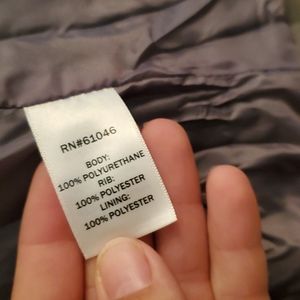 RN#61046
BODY:
100% POLYURETHANE
RIB:
100% POLYESTER
LINING:
100% POLYESTER